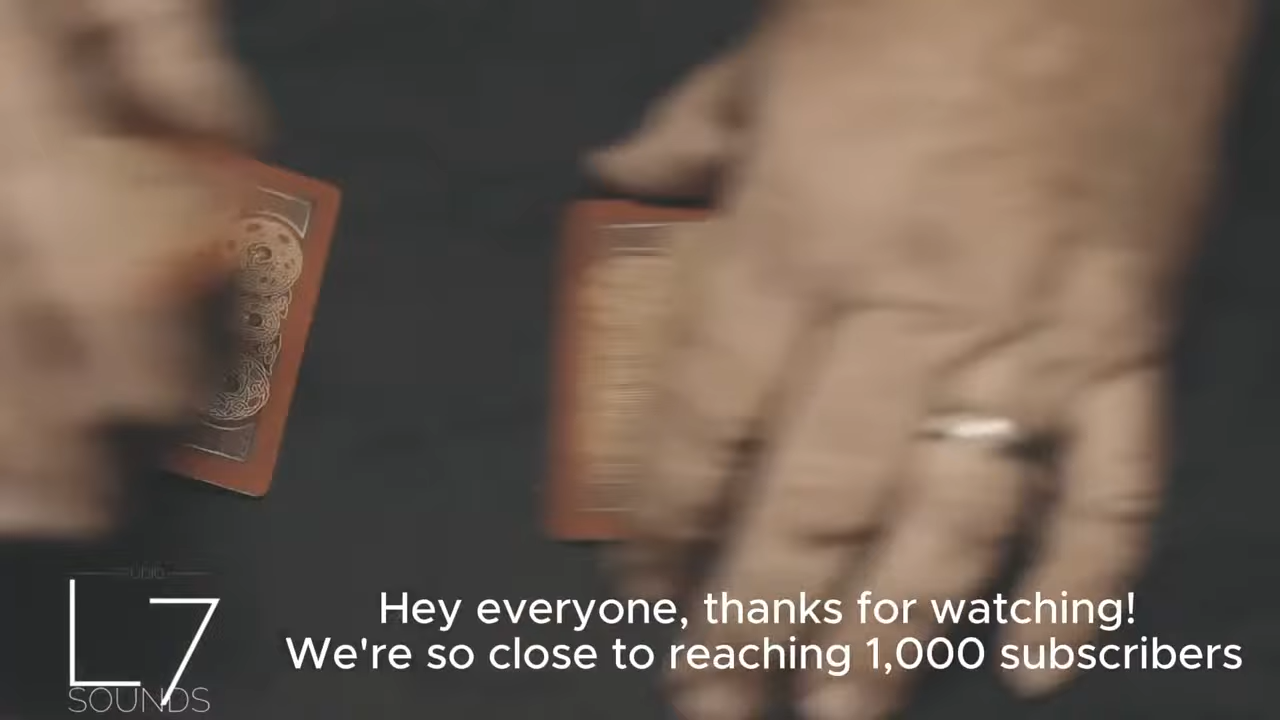 Hey everyone, thanks for watching!
We're so close to reaching 1,000 subscribers
L7
SOUNDS